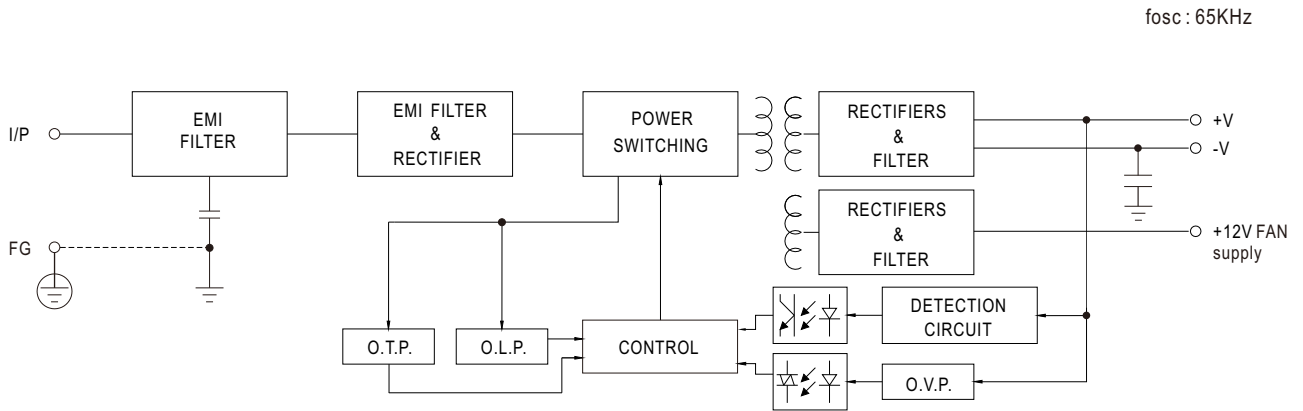 fosc : 65KHz
I/P
EMI
FILTER
EMI FILTER
&
RECTIFIER
POWER
SWITCHING
RECTIFIERS
&
FILTER
+V
-V
FG
RECTIFIERS
&
FILTER
+12V FAN
supply
O.T.P.
O.L.P.
CONTROL
DETECTION
CIRCUIT
O.V.P.